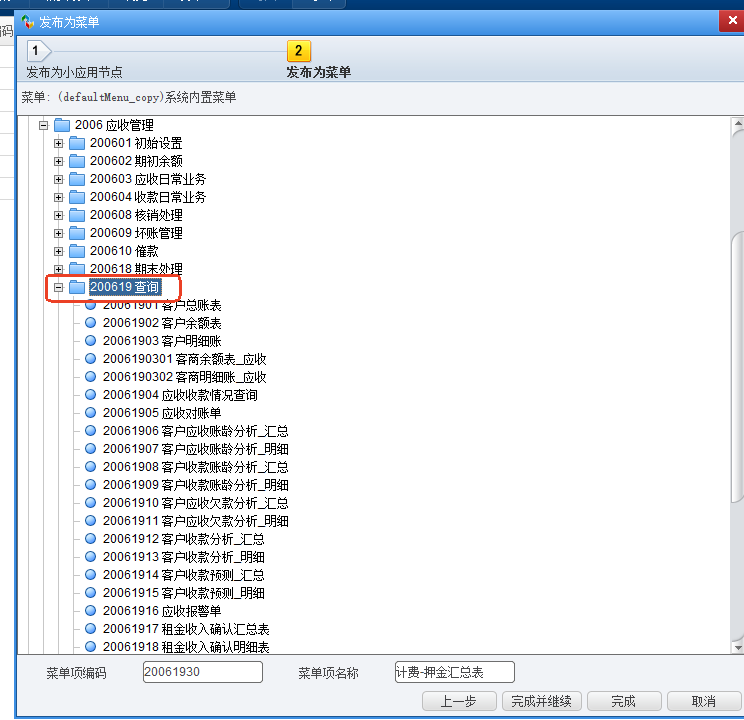 编码
发布为菜单
1
2
发布为小应用节点
发布为菜单
菜单: (defaultMenu_copy)系统内置菜单
2006 应收管理
200601 初始设置
200602 期初余额
200603 应收日常业务
200604 收款日常业务
200608 核销处理
200609 坏账管理
200610 催款
200618 期末处理
200619 查询
20061901 客户总账表
20061902 客户余额表
20061903 客户明细账
2006190301 客商余额表_应收
2006190302 客商明细账_应收
20061904 应收收款情况查询
20061905 应收对账单
20061906 客户应收账龄分析_汇总
20061907 客户应收账龄分析_明细
20061908 客户收款账龄分析_汇总
20061909 客户收款账龄分析_明细
20061910 客户应收欠款分析_汇总
20061911 客户应收欠款分析_明细
20061912 客户收款分析_汇总
20061913 客户收款分析_明细
20061914 客户收款预测_汇总
20061915 客户收款预测_明细
20061916 应收报警单
20061917 租金收入确认汇总表
20061918 租金收入确认明细表
菜单项编码 20061930 菜单项名称 计费-押金汇总表
上一步 完成并继续 完成 取消